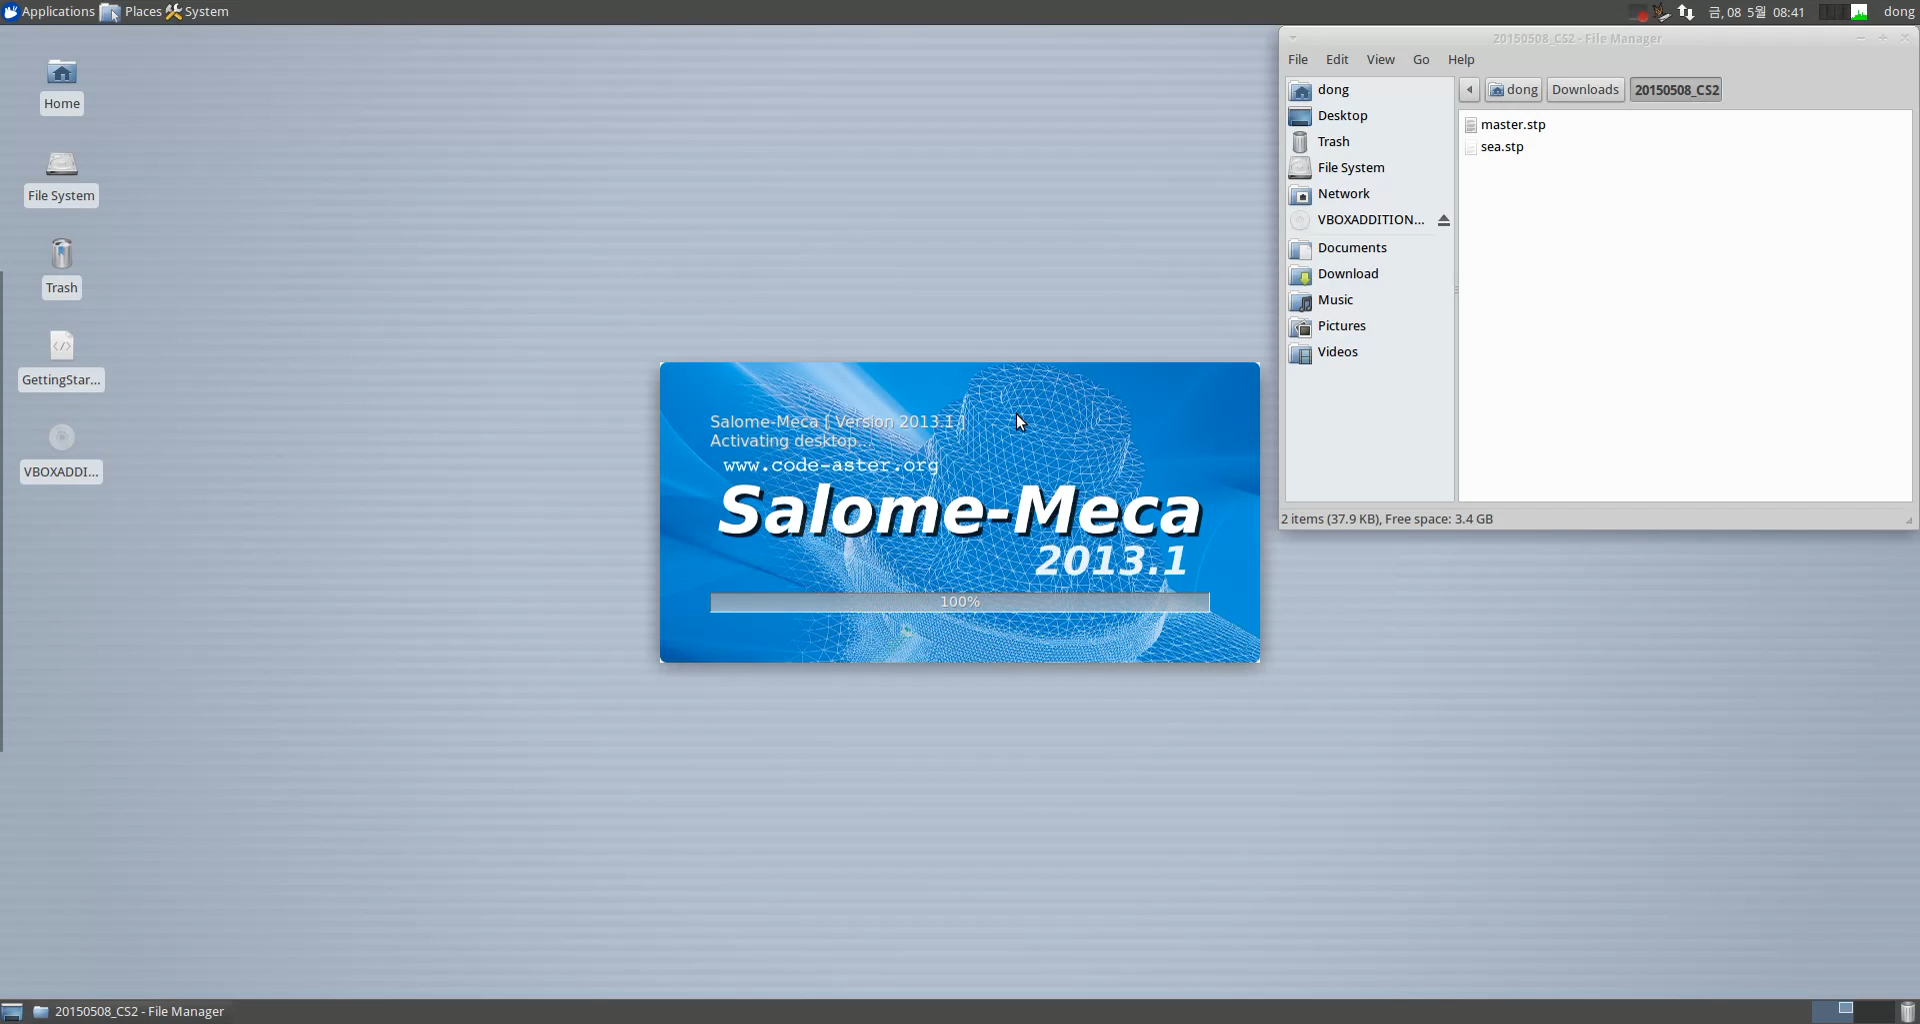 Applications Places System
금, 08 5월 08:41 dong
Home
File System
Trash
GettingStar...
VBOXADDI...
Salome-Meca [ Version 2013.1 ]
Activating desktop...
www.code-aster.org
Salome-Meca
2013.1
100%
20150508_CS2 - File Manager
File Edit View Go Help
dong
Desktop
Trash
File System
Network
VBOXADDITION...
Documents
Download
Music
Pictures
Videos
dong Downloads 20150508_CS2
master.stp
sea.stp
2 items (37.9 KB), Free space: 3.4 GB
20150508_CS2 - File Manager